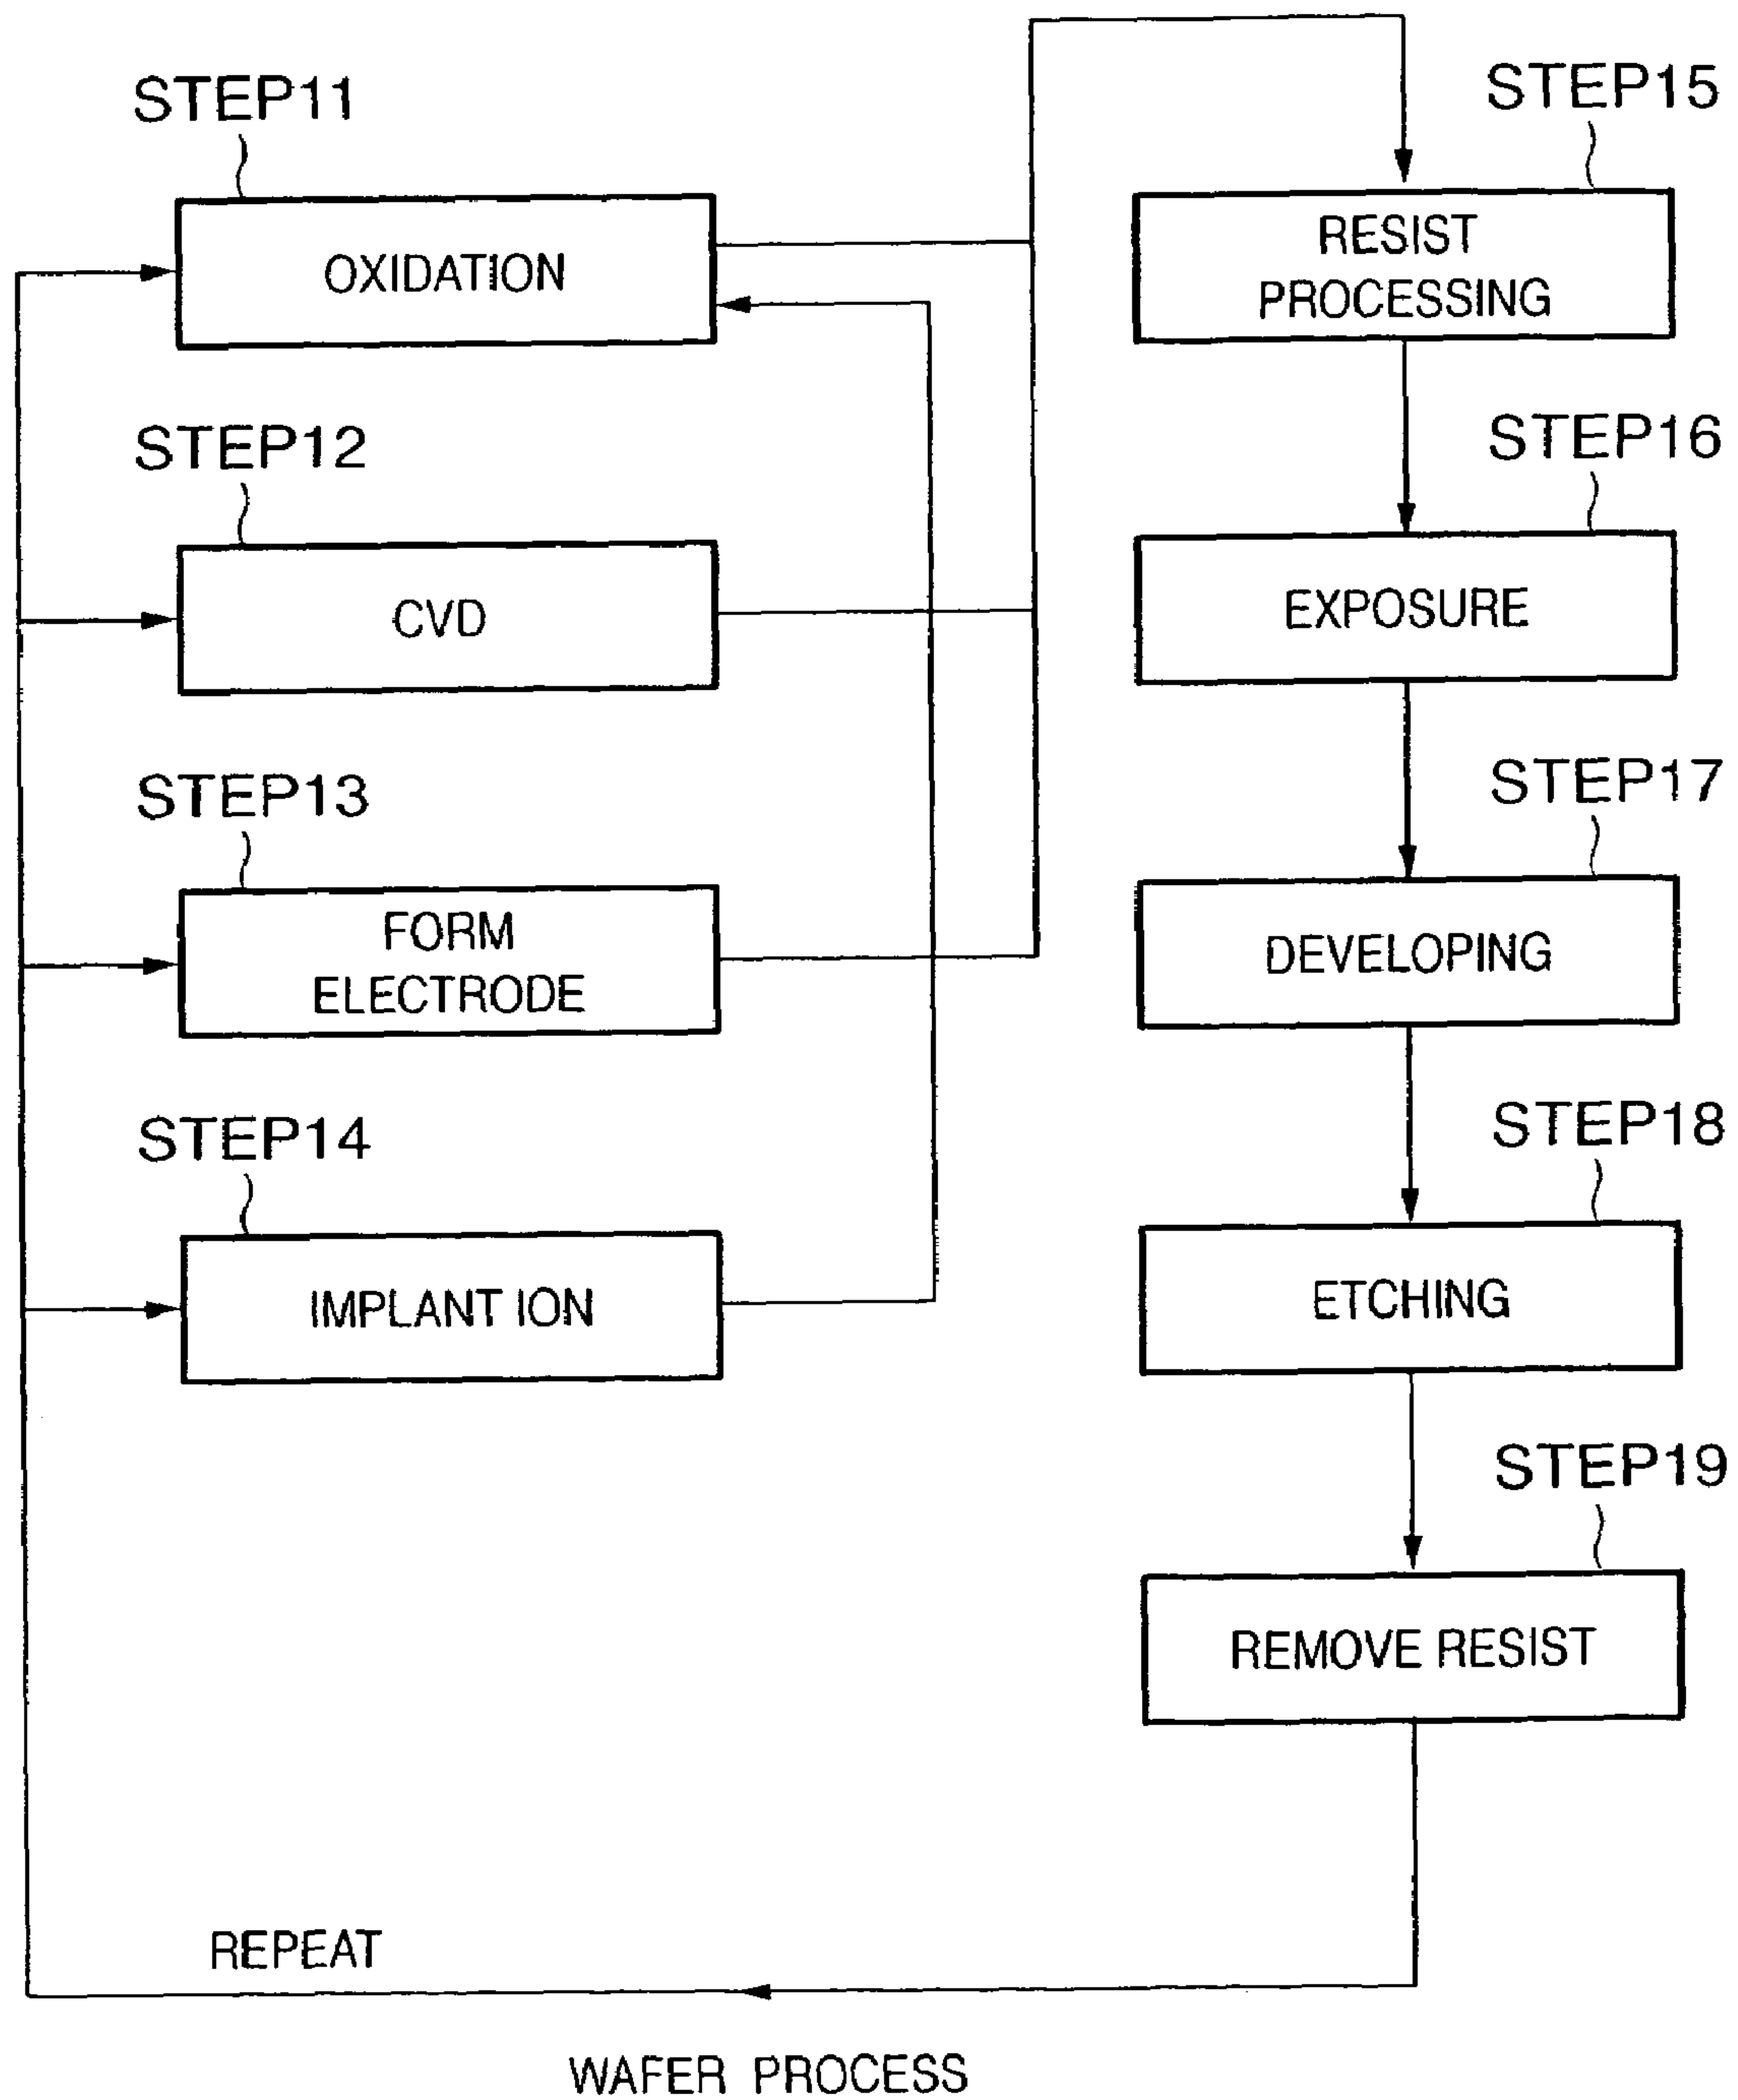 STEP11
OXIDATION
STEP12
CVD
STEP13
FORM
ELECTRODE
STEP14
IMPLANT ION
STEP15
RESIST
PROCESSING
STEP16
EXPOSURE
STEP17
DEVELOPING
STEP18
ETCHING
STEP19
REMOVE RESIST
REPEAT
WAFER PROCESS